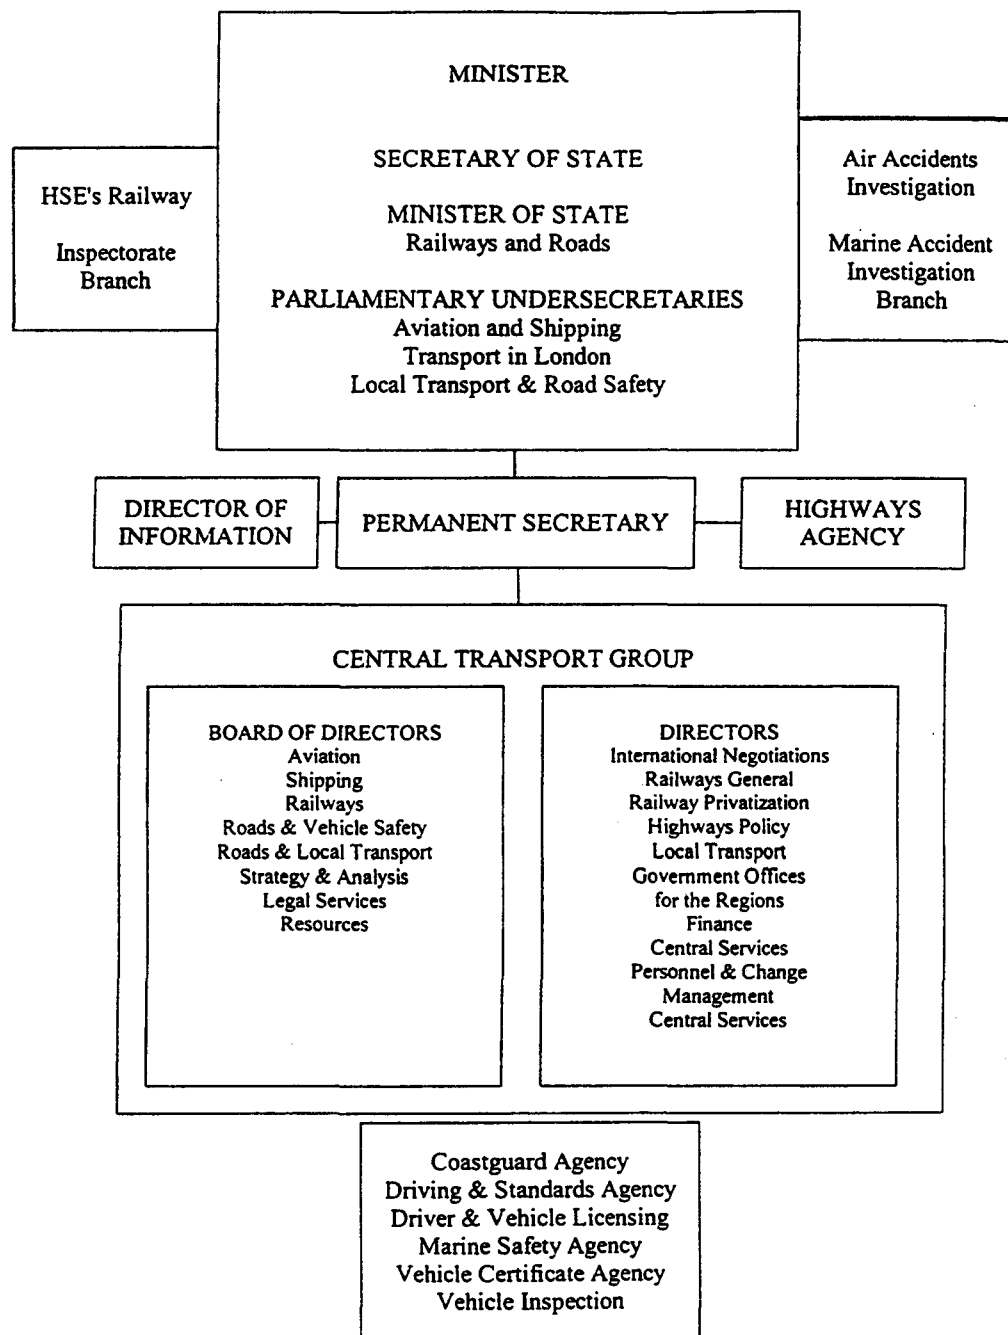 MINISTER
SECRETARY OF STATE
MINISTER OF STATE
Railways and Roads
PARLIAMENTARY UNDERSECRETARIES
Aviation and Shipping
Transport in London
Local Transport & Road Safety
HSE's Railway
Inspectorate
Branch
Air Accidents
Investigation
Marine Accident
Investigation
Branch
DIRECTOR OF
INFORMATION
PERMANENT SECRETARY
HIGHWAYS
AGENCY
CENTRAL TRANSPORT GROUP
BOARD OF DIRECTORS
Aviation
Shipping
Railways
Roads & Vehicle Safety
Roads & Local Transport
Strategy & Analysis
Legal Services
Resources
DIRECTORS
International Negotiations
Railways General
Railway Privatization
Highways Policy
Local Transport
Government Offices
for the Regions
Finance
Central Services
Personnel & Change
Management
Central Services
Coastguard Agency
Driving & Standards Agency
Driver & Vehicle Licensing
Marine Safety Agency
Vehicle Certificate Agency
Vehicle Inspection